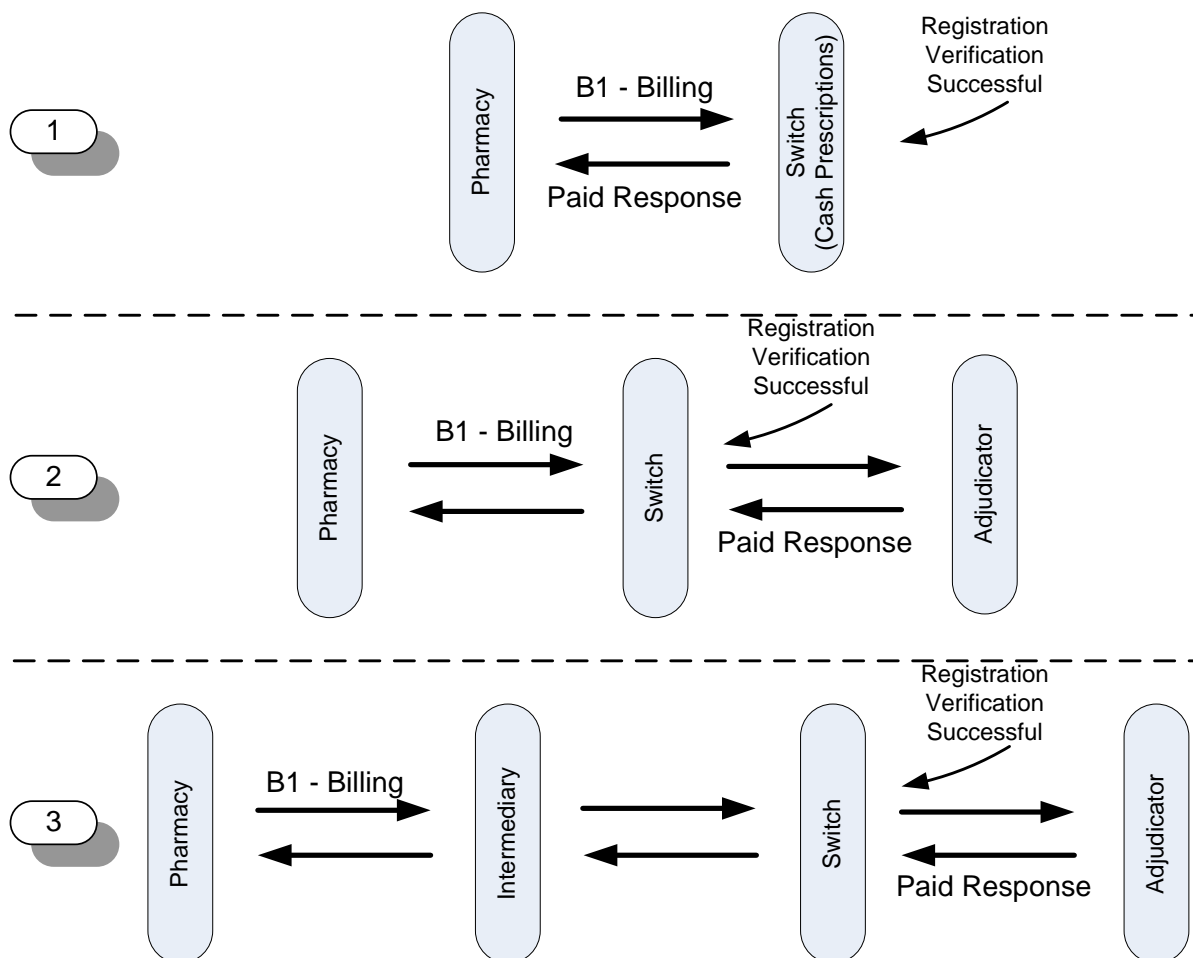 Registration
Verification
Successful
B1 - Billing
1
Pharmacy
Switch
(Cash Prescriptions)
Paid Response
Registration
Verification
Successful
B1 - Billing
2
Pharmacy
Switch
Adjudicator
Paid Response
Registration
Verification
Successful
B1 - Billing
3
Pharmacy
Intermediary
Switch
Adjudicator
Paid Response